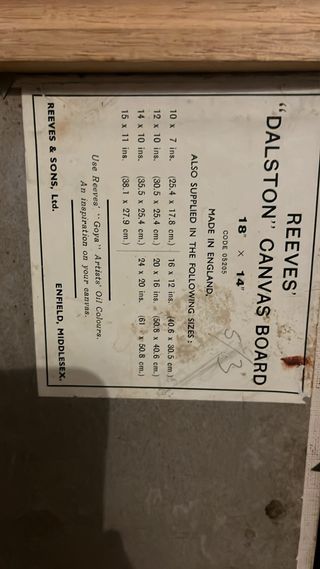 REEVES'
"DALSTON" CANVAS BOARD
18" × 14"
CODE 05205
5/3
MADE IN ENGLAND.
ALSO SUPPLIED IN THE FOLLOWING SIZES:
10 x 7 ins. (25.4 x 17.8 cm.) 16 x 12 ins. (40.6 x 30.5 cm.)
12 x 10 ins. (30.5 x 25.4 cm.) 20 x 16 ins. (50.8 x 40.6 cm.)
14 x 10 ins. (35.5 x 25.4 cm.) 24 x 20 ins. (61 x 50.8 cm.)
15 x 11 ins. (38.1 x 27.9 cm.)
Use Reeves' "Goya" Artists' Oil Colours.
An inspiration on your canvas.
REEVES & SONS, Ltd. ENFIELD, MIDDLESEX.